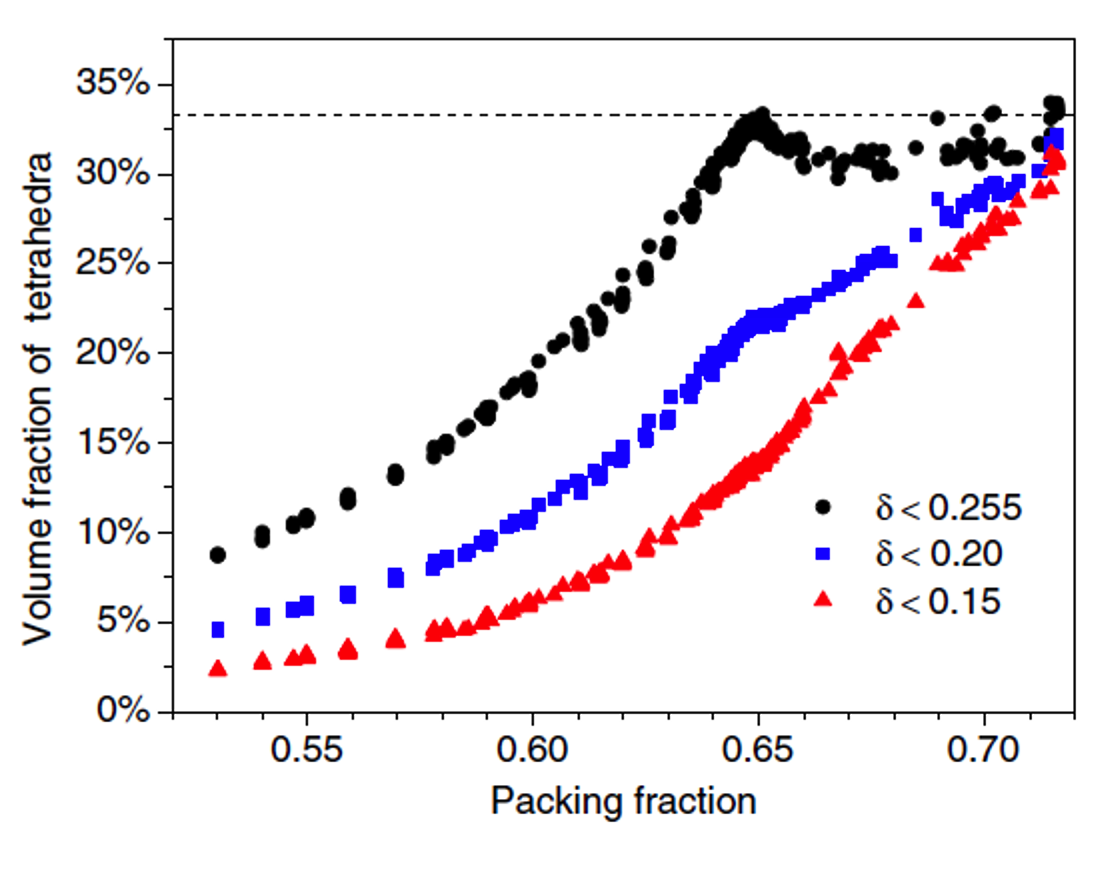 Volume fraction of tetrahedra
35%
30%
25%
20%
15%
10%
5%
0%
δ < 0.255
δ < 0.20
δ < 0.15
0.55 0.60 0.65 0.70
Packing fraction